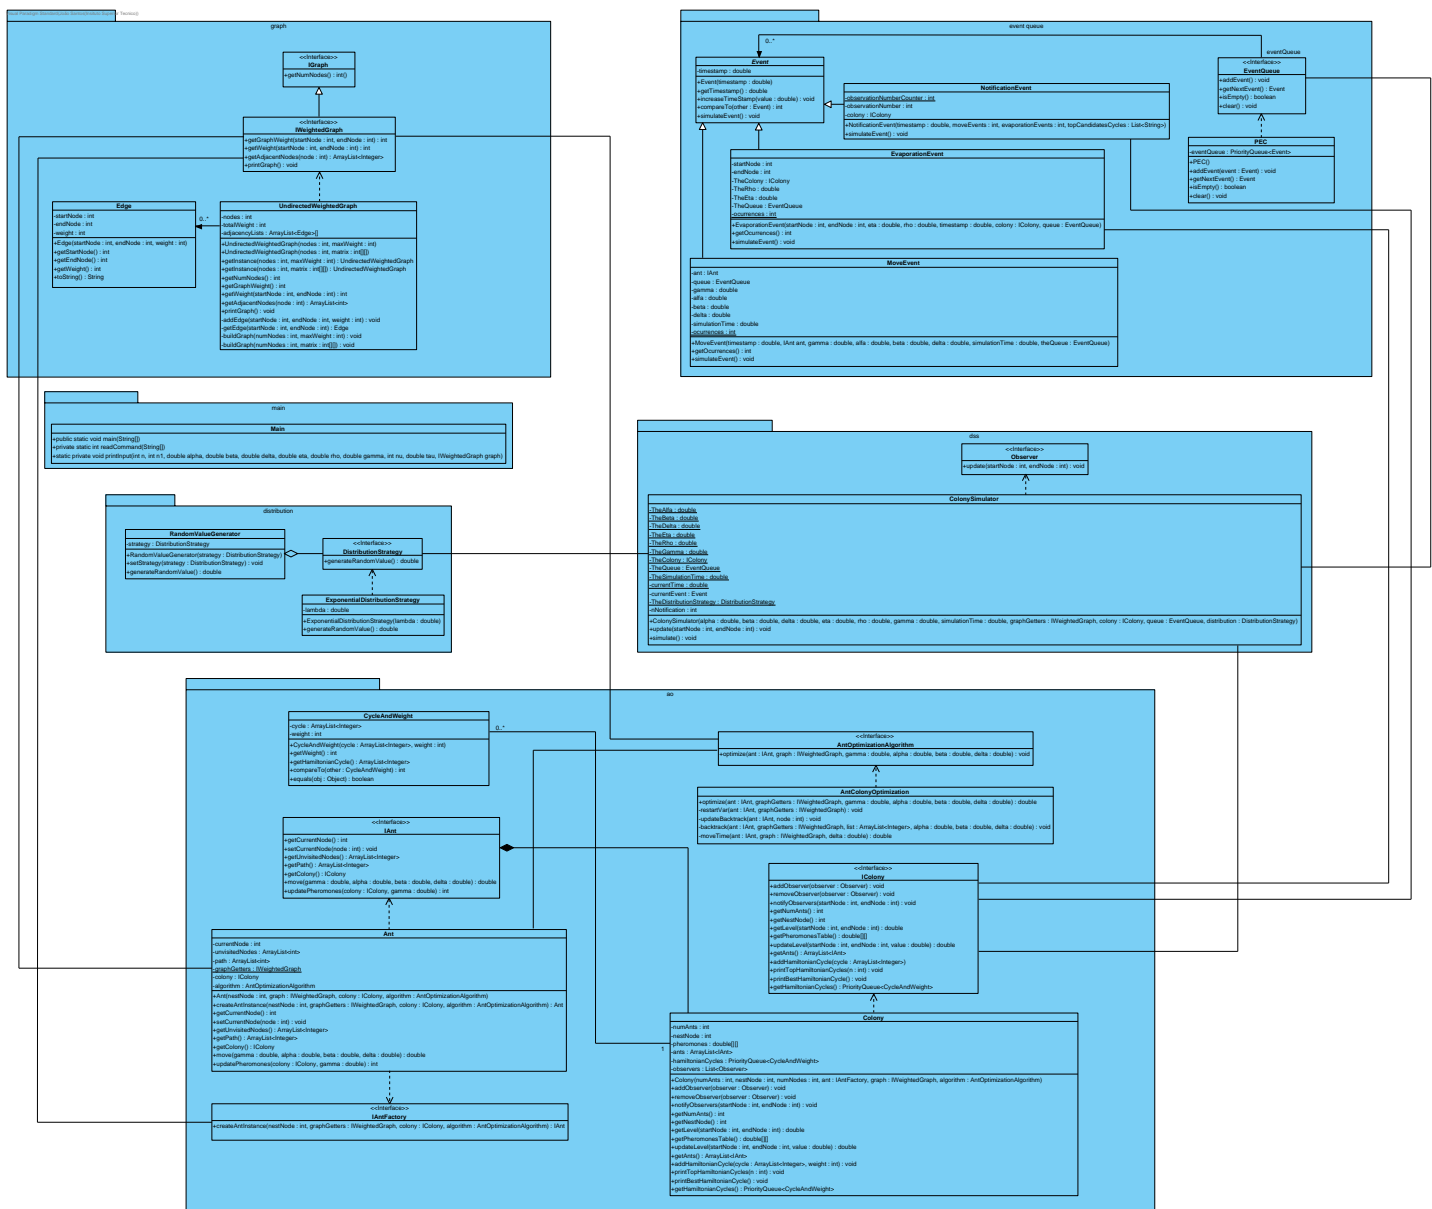 graph
<<Interface>>
IGraph
+getNumNodes() : int()
<<Interface>>
IWeightedGraph
+getGraphWeight(startNode : int, endNode : int) : int
+getWeight(startNode : int, endNode : int) : int
+getAdjacentNodes(node : int) : ArrayList<Integer>
+printGraph() : void
Edge
-startNode : int
-endNode : int
-weight : int
+Edge(startNode : int, endNode : int, weight : int)
+getStartNode() : int
+getEndNode() : int
+getWeight() : int
+toString() : String
0..*
UndirectedWeightedGraph
-nodes : int
-totalWeight : int
-adjacencyLists : ArrayList<Edge>[]
+UndirectedWeightedGraph(nodes : int, maxWeight : int)
+UndirectedWeightedGraph(nodes : int, matrix : int[][])
+getInstance(nodes : int, maxWeight : int) : UndirectedWeightedGraph
+getInstance(nodes : int, matrix : int[][]) : UndirectedWeightedGraph
+getNumNodes() : int
+getGraphWeight() : int
+getWeight(startNode : int, endNode : int) : int
+getAdjacentNodes(node : int) : ArrayList<int>
+printGraph() : void
-addEdge(startNode : int, endNode : int, weight : int) : void
-getEdge(startNode : int, endNode : int) : Edge
-buildGraph(numNodes : int, maxWeight : int) : void
-buildGraph(numNodes : int, matrix : int[][]) : void
event queue
0..*
eventQueue
Event
-timestamp : double
+Event(timestamp : double)
+getTimestamp() : double
+increaseTimeStamp(value : double) : void
+compareTo(other : Event) : int
+simulateEvent() : void
NotificationEvent
-observationNumberCounter : int
-observationNumber : int
-colony : IColony
+NotificationEvent(timestamp : double, moveEvents : int, evaporationEvents : int, topCandidatesCycles : List<String>)
+simulateEvent() : void
<<Interface>>
EventQueue
+addEvent() : void
+getNextEvent() : Event
+isEmpty() : boolean
+clear() : void
PEC
-eventQueue : PriorityQueue<Event>
+PEC()
+addEvent(event : Event) : void
+getNextEvent() : Event
+isEmpty() : boolean
+clear() : void
EvaporationEvent
-startNode : int
-endNode : int
-TheColony : IColony
-TheRho : double
-TheEta : double
-TheQueue : EventQueue
-ocurrences : int
+EvaporationEvent(startNode : int, endNode : int, eta : double, rho : double, timestamp : double, colony : IColony, queue : EventQueue)
+getOcurrences() : int
+simulateEvent() : void
MoveEvent
-ant : IAnt
-queue : EventQueue
-gamma : double
-alfa : double
-beta : double
-delta : double
-simulationTime : double
-ocurrences : int
+MoveEvent(timestamp : double, IAnt ant, gamma : double, alfa : double, beta : double, delta : double, simulationTime : double, theQueue : EventQueue)
+getOcurrences() : int
+simulateEvent() : void
main
Main
+public static void main(String[])
+private static int readCommand(String[])
+static private void printInput(int n, int n1, double alpha, double beta, double delta, double eta, double rho, double gamma, int nu, double tau, IWeightedGraph graph)
distribution
RandomValueGenerator
-strategy : DistributionStrategy
+RandomValueGenerator(strategy : DistributionStrategy)
+setStrategy(strategy : DistributionStrategy) : void
+generateRandomValue() : double
<<Interface>>
DistributionStrategy
+generateRandomValue() : double
ExponentialDistributionStrategy
-lambda : double
+ExponentialDistributionStrategy(lambda : double)
+generateRandomValue() : double
dss
<<Interface>>
Observer
+update(startNode : int, endNode : int) : void
ColonySimulator
-TheAlfa : double
-TheBeta : double
-TheDelta : double
-TheEta : double
-TheRho : double
-TheGamma : double
-TheColony : IColony
-TheQueue : EventQueue
-TheSimulationTime : double
-currentTime : double
-currentEvent : Event
-TheDistributionStrategy : DistributionStrategy
-nNotification : int
+ColonySimulator(alpha : double, beta : double, delta : double, eta : double, rho : double, gamma : double, simulationTime : double, graphGetters : IWeightedGraph, colony : IColony, queue : EventQueue, distribution : DistributionStrategy)
+update(startNode : int, endNode : int) : void
+simulate() : void
ao
CycleAndWeight
-cycle : ArrayList<Integer>
-weight : int
+CycleAndWeight(cycle : ArrayList<Integer>, weight : int)
+getWeight() : int
+getHamiltonianCycle() : ArrayList<Integer>
+compareTo(other : CycleAndWeight) : int
+equals(obj : Object) : boolean
0..*
<<Interface>>
AntOptimizationAlgorithm
+optimize(ant : IAnt, graph : IWeightedGraph, gamma : double, alpha : double, beta : double, delta : double) : void
AntColonyOptimization
+optimize(ant : IAnt, graphGetters : IWeightedGraph, gamma : double, alpha : double, beta : double, delta : double) : double
-restartVar(ant : IAnt, graphGetters : IWeightedGraph) : void
-updateBacktrack(ant : IAnt, node : int) : void
-backtrack(ant : IAnt, graphGetters : IWeightedGraph, list : ArrayList<Integer>, alpha : double, beta : double, delta : double) : void
-moveTime(ant : IAnt, graph : IWeightedGraph, delta : double) : double
<<Interface>>
IAnt
+getCurrentNode() : int
+setCurrentNode(node : int) : void
+getUnvisitedNodes() : ArrayList<Integer>
+getPath() : ArrayList<Integer>
+getColony() : IColony
+move(gamma : double, alpha : double, beta : double, delta : double) : double
+updatePheromones(colony : IColony, gamma : double) : int
<<Interface>>
IColony
+addObserver(observer : Observer) : void
+removeObserver(observer : Observer) : void
+notifyObservers(startNode : int, endNode : int) : void
+getNumAnts() : int
+getNestNode() : int
+getLevel(startNode : int, endNode : int) : double
+getPheromonesTable() : double[][]
+updateLevel(startNode : int, endNode : int, value : double) : double
+getAnts() : ArrayList<IAnt>
+addHamiltonianCycle(cycle : ArrayList<Integer>)
+printTopHamiltonianCycles(n : int) : void
+printBestHamiltonianCycle() : void
+getHamiltonianCycles() : PriorityQueue<CycleAndWeight>
Ant
-currentNode : int
-unvisitedNodes : ArrayList<int>
-path : ArrayList<int>
-graphGetters : IWeightedGraph
-colony : IColony
-algorithm : AntOptimizationAlgorithm
+Ant(nestNode : int, graph : IWeightedGraph, colony : IColony, algorithm : AntOptimizationAlgorithm)
+createAntInstance(nestNode : int, graphGetters : IWeightedGraph, colony : IColony, algorithm : AntOptimizationAlgorithm) : Ant
+getCurrentNode() : int
+setCurrentNode(node : int) : void
+getUnvisitedNodes() : ArrayList<Integer>
+getPath() : ArrayList<Integer>
+getColony() : IColony
+move(gamma : double, alpha : double, beta : double, delta : double) : double
+updatePheromones(colony : IColony, gamma : double) : int
<<Interface>>
IAntFactory
+createAntInstance(nestNode : int, graphGetters : IWeightedGraph, colony : IColony, algorithm : AntOptimizationAlgorithm) : IAnt
1
Colony
-numAnts : int
-nestNode : int
-pheromones : double[][]
-ants : ArrayList<IAnt>
-hamiltonianCycles : PriorityQueue<CycleAndWeight>
-observers : List<Observer>
+Colony(numAnts : int, nestNode : int, numNodes : int, ant : IAntFactory, graph : IWeightedGraph, algorithm : AntOptimizationAlgorithm)
+addObserver(observer : Observer) : void
+removeObserver(observer : Observer) : void
+notifyObservers(startNode : int, endNode : int) : void
+getNumAnts() : int
+getNestNode() : int
+getLevel(startNode : int, endNode : int) : double
+getPheromonesTable() : double[][]
+updateLevel(startNode : int, endNode : int, value : double) : double
+getAnts() : ArrayList<IAnt>
+addHamiltonianCycle(cycle : ArrayList<Integer>, weight : int) : void
+printTopHamiltonianCycles(n : int) : void
+printBestHamiltonianCycle() : void
+getHamiltonianCycles() : PriorityQueue<CycleAndWeight>